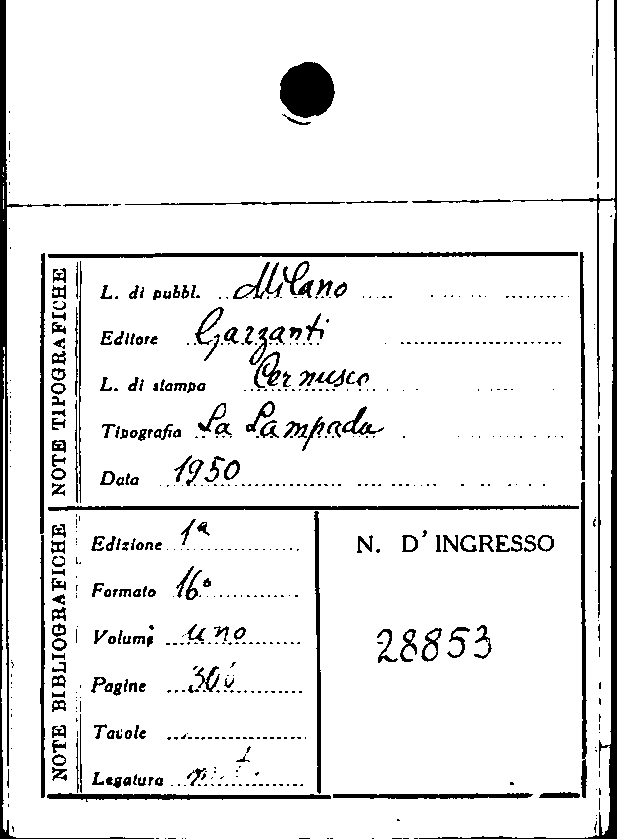 NOTE TIPOGRAFICHE
L. di pubbl. Milano
Editore Garzanti
L. di stampa Cernusco
Tipografia La Lampada
Data 1950
NOTE BIBLIOGRAFICHE
Edizione 1ª
Formato 16°
Volumi uno
Pagine
Tavole
Legatura
N. D'INGRESSO
28853